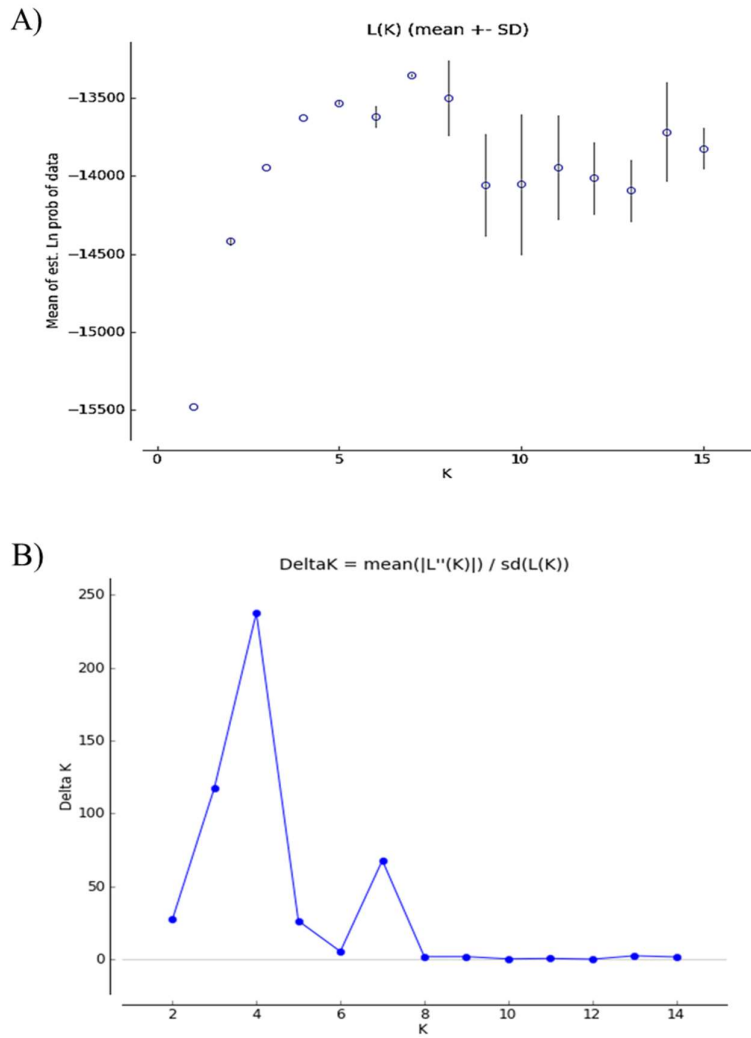 A)
L(K) (mean +- SD)
Mean of est. Ln prob of data
−13500
−14000
−14500
−15000
−15500
0
5
10
15
K
B)
DeltaK = mean(|L''(K)|) / sd(L(K))
Delta K
250
200
150
100
50
0
2
4
6
8
10
12
14
K